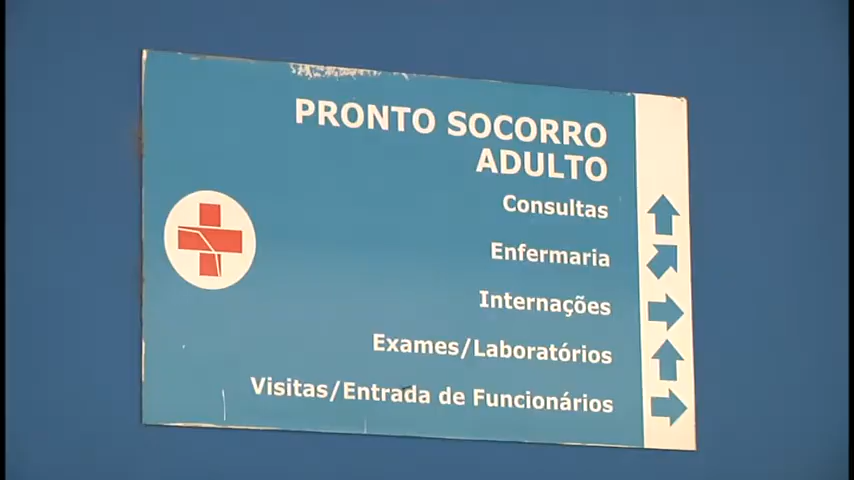 PRONTO SOCORRO
ADULTO
Consultas
Enfermaria
Internações
Exames/Laboratórios
Visitas/Entrada de Funcionários